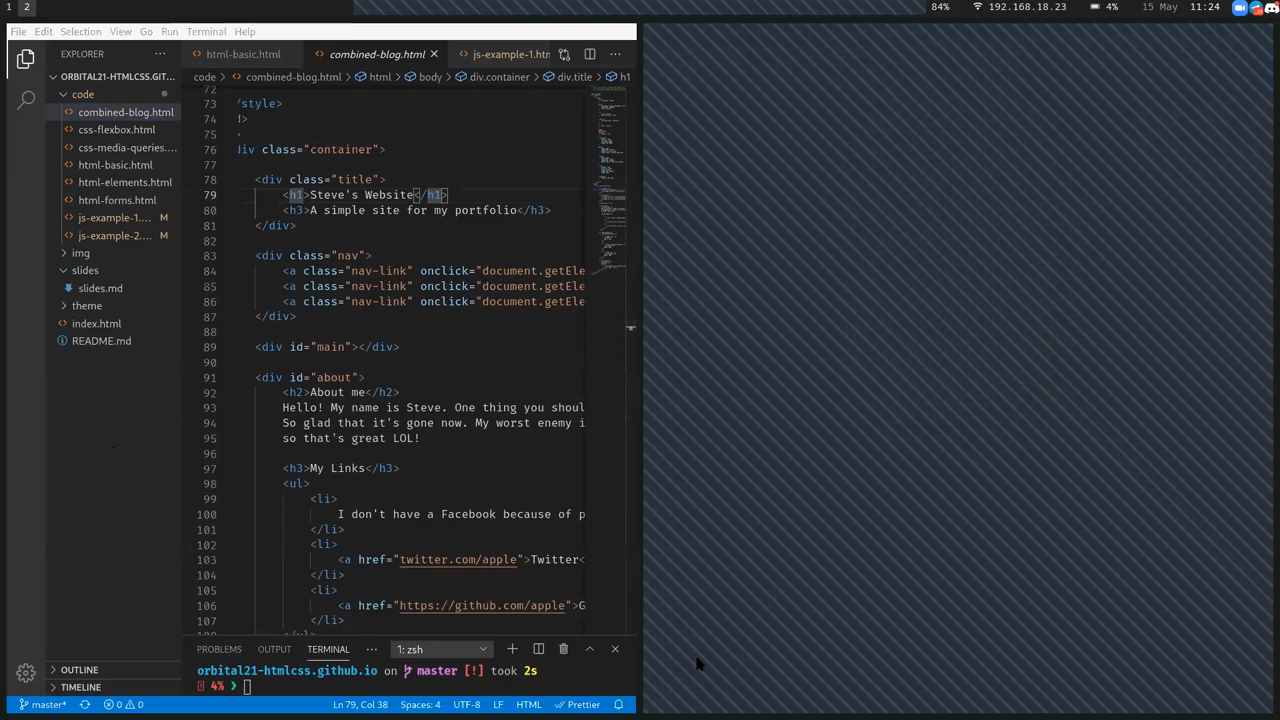 1 2
84% 192.168.18.23 4% 15 May 11:24
File Edit Selection View Go Run Terminal Help
EXPLORER
ORBITAL21-HTMLCSS.GIT...
code
combined-blog.html
css-flexbox.html
css-media-queries....
html-basic.html
html-elements.html
html-forms.html
js-example-1.... M
js-example-2.... M
img
slides
slides.md
theme
index.html
README.md
OUTLINE
TIMELINE
html-basic.html combined-blog.html js-example-1.htm
code combined-blog.html html body div.container div.title h1
72
73 /style>
74 >
75
76 div class="container">
77
78 <div class="title">
79 <h1>Steve's Website</h1>
80 <h3>A simple site for my portfolio</h3>
81 </div>
82
83 <div class="nav">
84 <a class="nav-link" onclick="document.getEle
85 <a class="nav-link" onclick="document.getEle
86 <a class="nav-link" onclick="document.getEle
87 </div>
88
89 <div id="main"></div>
90
91 <div id="about">
92 <h2>About me</h2>
93 Hello! My name is Steve. One thing you shoul
94 So glad that it's gone now. My worst enemy i
95 so that's great LOL!
96
97 <h3>My Links</h3>
98 <ul>
99 <li>
100 I don't have a Facebook because of p
101 </li>
102 <li>
103 <a href="twitter.com/apple">Twitter<
104 </li>
105 <li>
106 <a href="https://github.com/apple">G
107 </li>
PROBLEMS OUTPUT TERMINAL ... 1: zsh
orbital21-htmlcss.github.io on master [!] took 2s
4% ❯
master* 0 0 Ln 79, Col 38 Spaces: 4 UTF-8 LF HTML Prettier